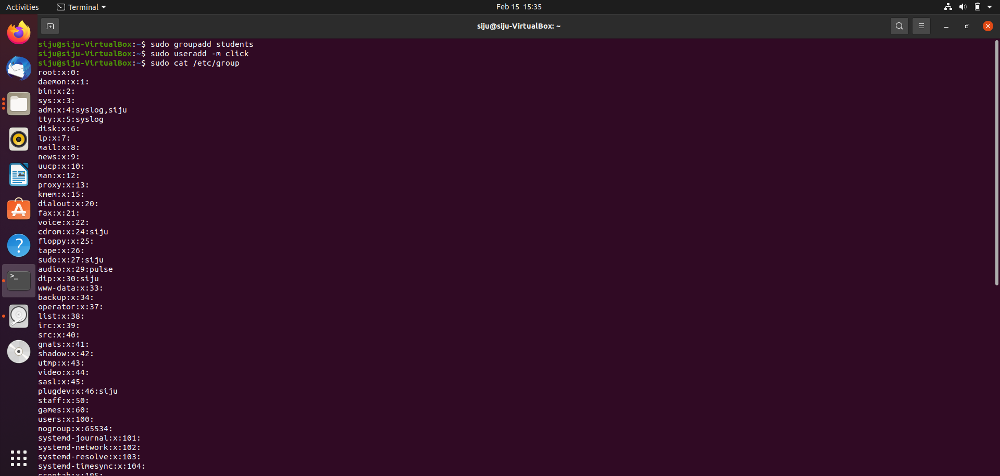 Activities Terminal Feb 15 15:35
siju@siju-VirtualBox: ~
siju@siju-VirtualBox:~$ sudo groupadd students
siju@siju-VirtualBox:~$ sudo useradd -m click
siju@siju-VirtualBox:~$ sudo cat /etc/group
root:x:0:
daemon:x:1:
bin:x:2:
sys:x:3:
adm:x:4:syslog,siju
tty:x:5:syslog
disk:x:6:
lp:x:7:
mail:x:8:
news:x:9:
uucp:x:10:
man:x:12:
proxy:x:13:
kmem:x:15:
dialout:x:20:
fax:x:21:
voice:x:22:
cdrom:x:24:siju
floppy:x:25:
tape:x:26:
sudo:x:27:siju
audio:x:29:pulse
dip:x:30:siju
www-data:x:33:
backup:x:34:
operator:x:37:
list:x:38:
irc:x:39:
src:x:40:
gnats:x:41:
shadow:x:42:
utmp:x:43:
video:x:44:
sasl:x:45:
plugdev:x:46:siju
staff:x:50:
games:x:60:
users:x:100:
nogroup:x:65534:
systemd-journal:x:101:
systemd-network:x:102:
systemd-resolve:x:103:
systemd-timesync:x:104:
crontab:x:105: